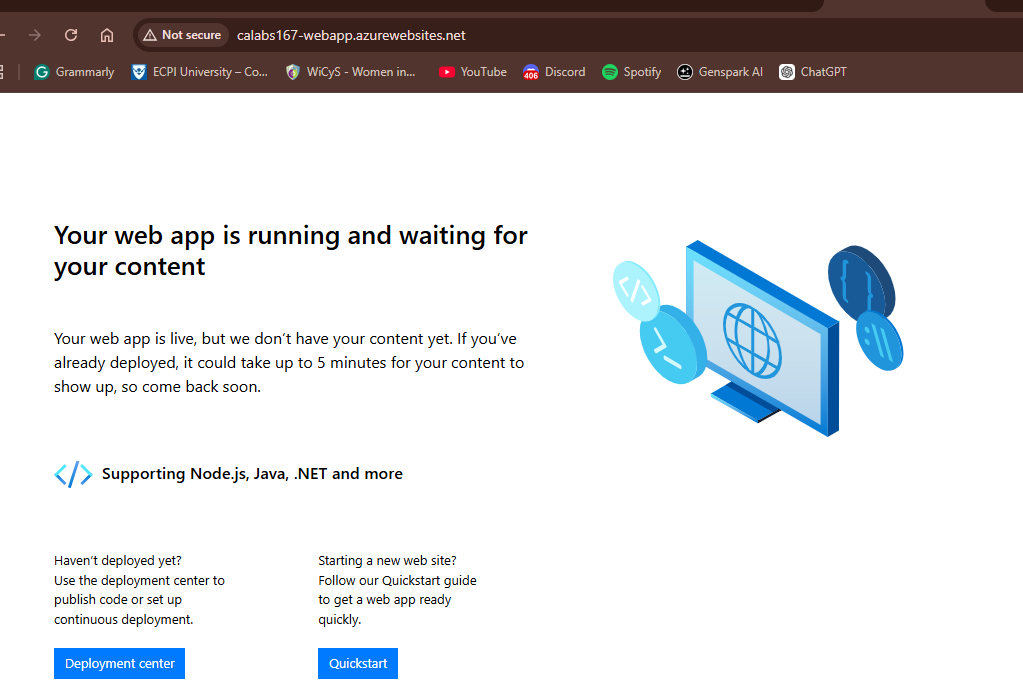 Not secure calabs167-webapp.azurewebsites.net
Grammarly ECPI University – Co... WiCyS - Women in... YouTube 406 Discord Spotify Genspark AI ChatGPT
Your web app is running and waiting for
your content
Your web app is live, but we don’t have your content yet. If you’ve
already deployed, it could take up to 5 minutes for your content to
show up, so come back soon.
Supporting Node.js, Java, .NET and more
Haven’t deployed yet?
Use the deployment center to
publish code or set up
continuous deployment.
Deployment center
Starting a new web site?
Follow our Quickstart guide
to get a web app ready
quickly.
Quickstart